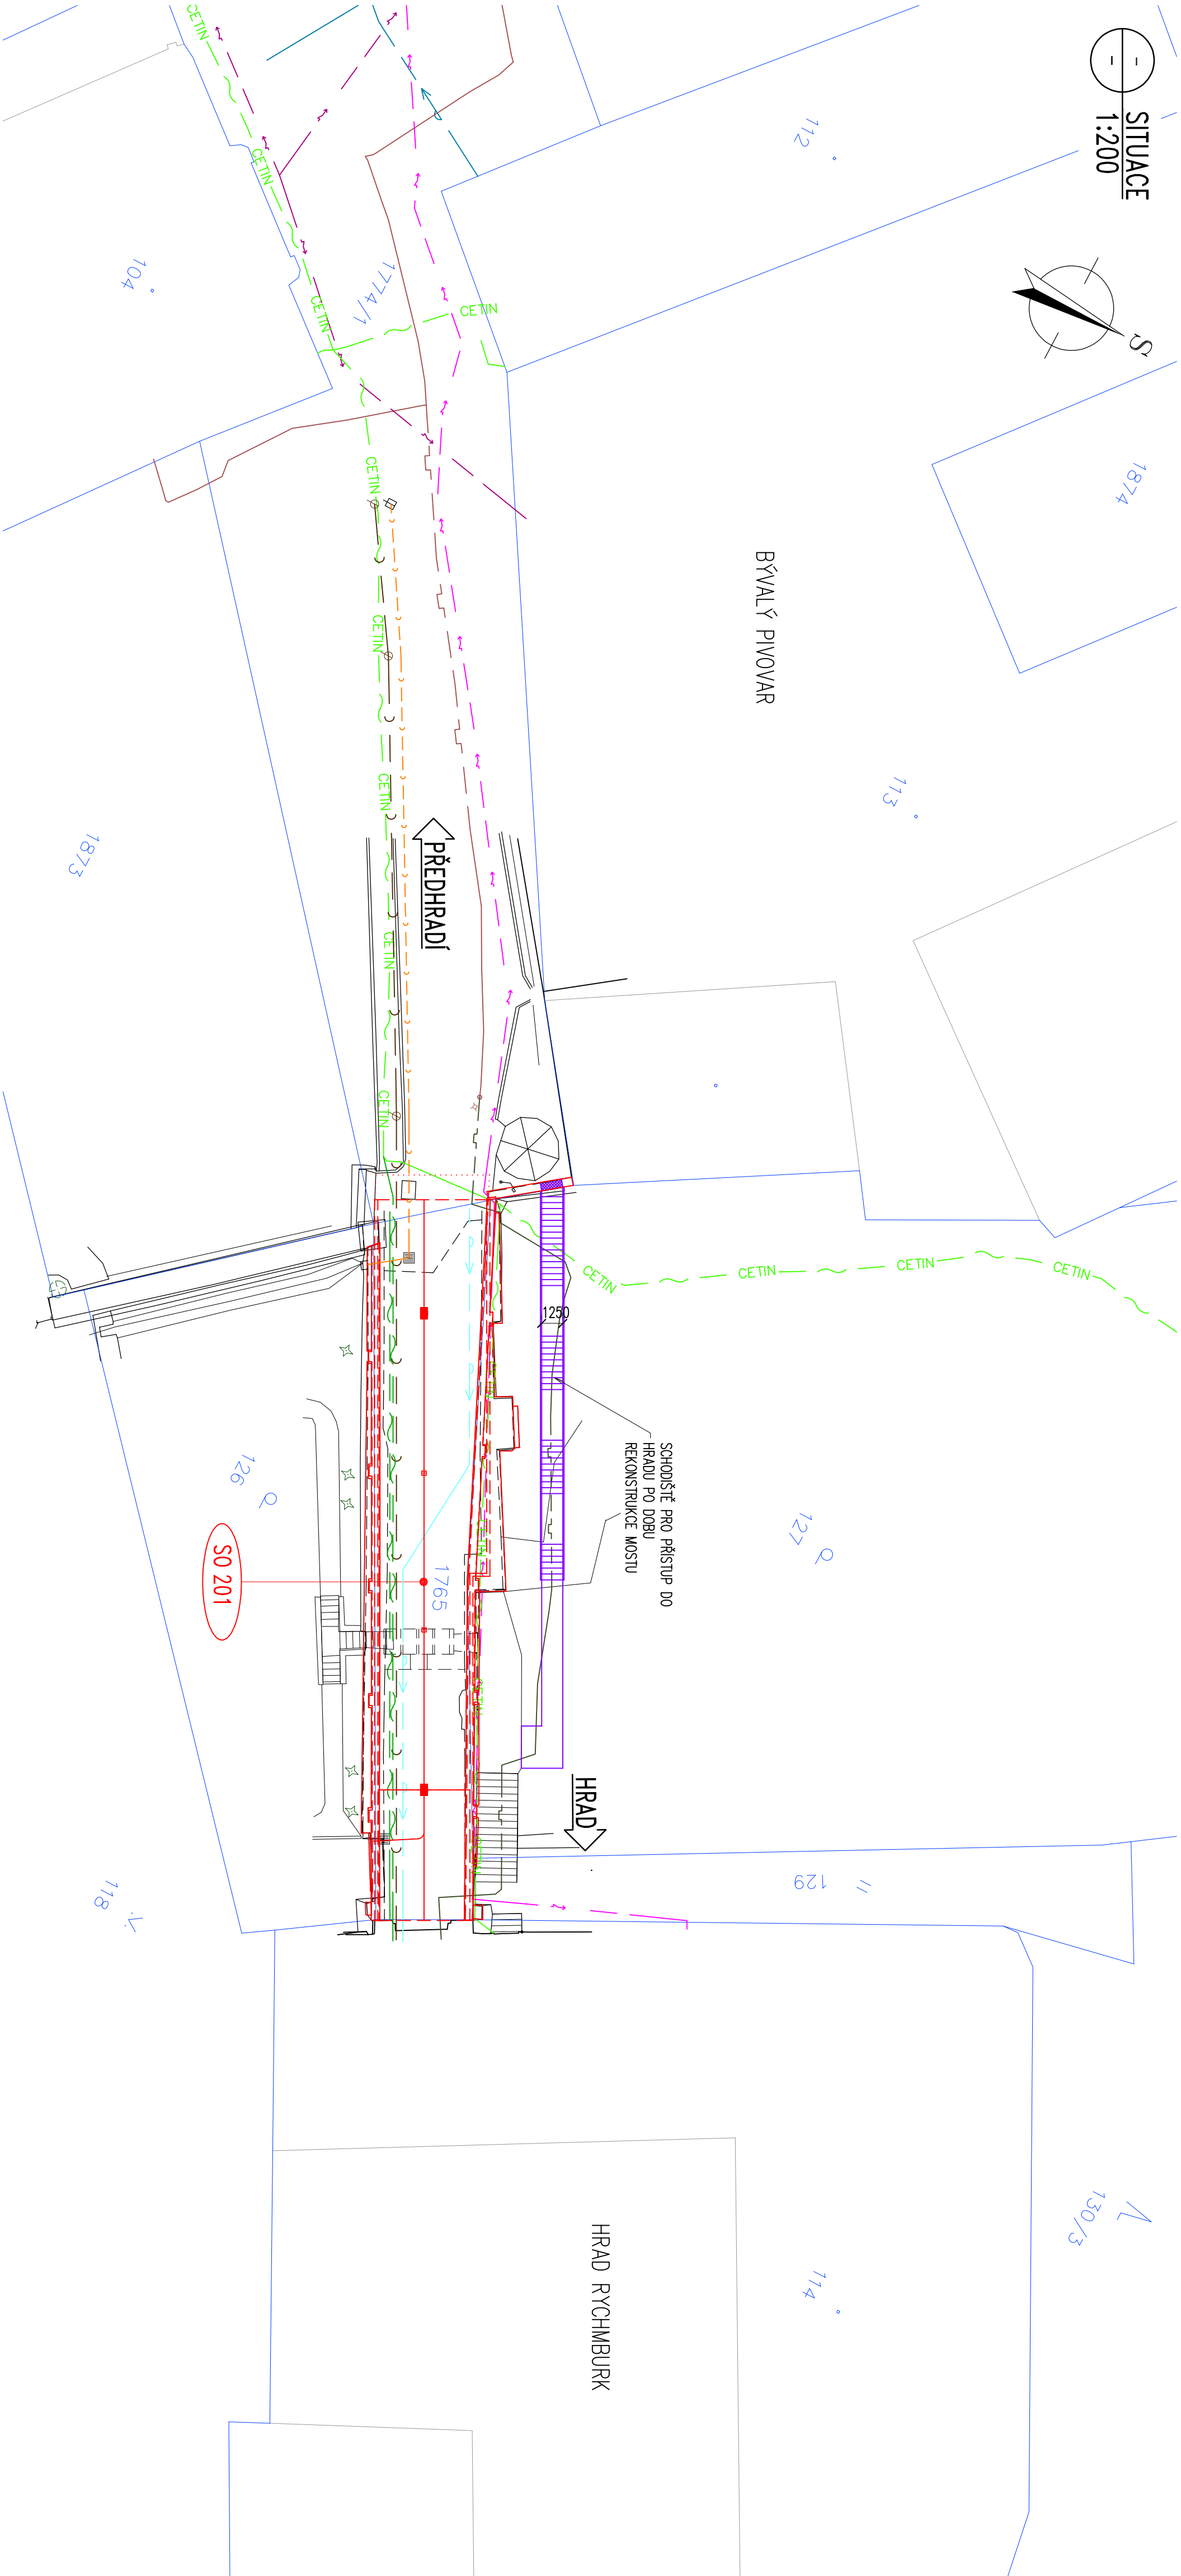 SITUACE
1:200
S
112
104
1774/1
1874
BÝVALÝ PIVOVAR
113
1873
PŘEDHRADÍ
CETIN
CETIN
CETIN
CETIN
CETIN
CETIN
CETIN
CETIN
CETIN
CETIN
CETIN
CETIN
CETIN
1250
SCHODIŠTĚ PRO PŘÍSTUP DO
HRADU PO DOBU
REKONSTRUKCE MOSTU
126
127
1765
SO 201
CETIN
HRAD
129
118
130/3
114
HRAD RYCHMBURK